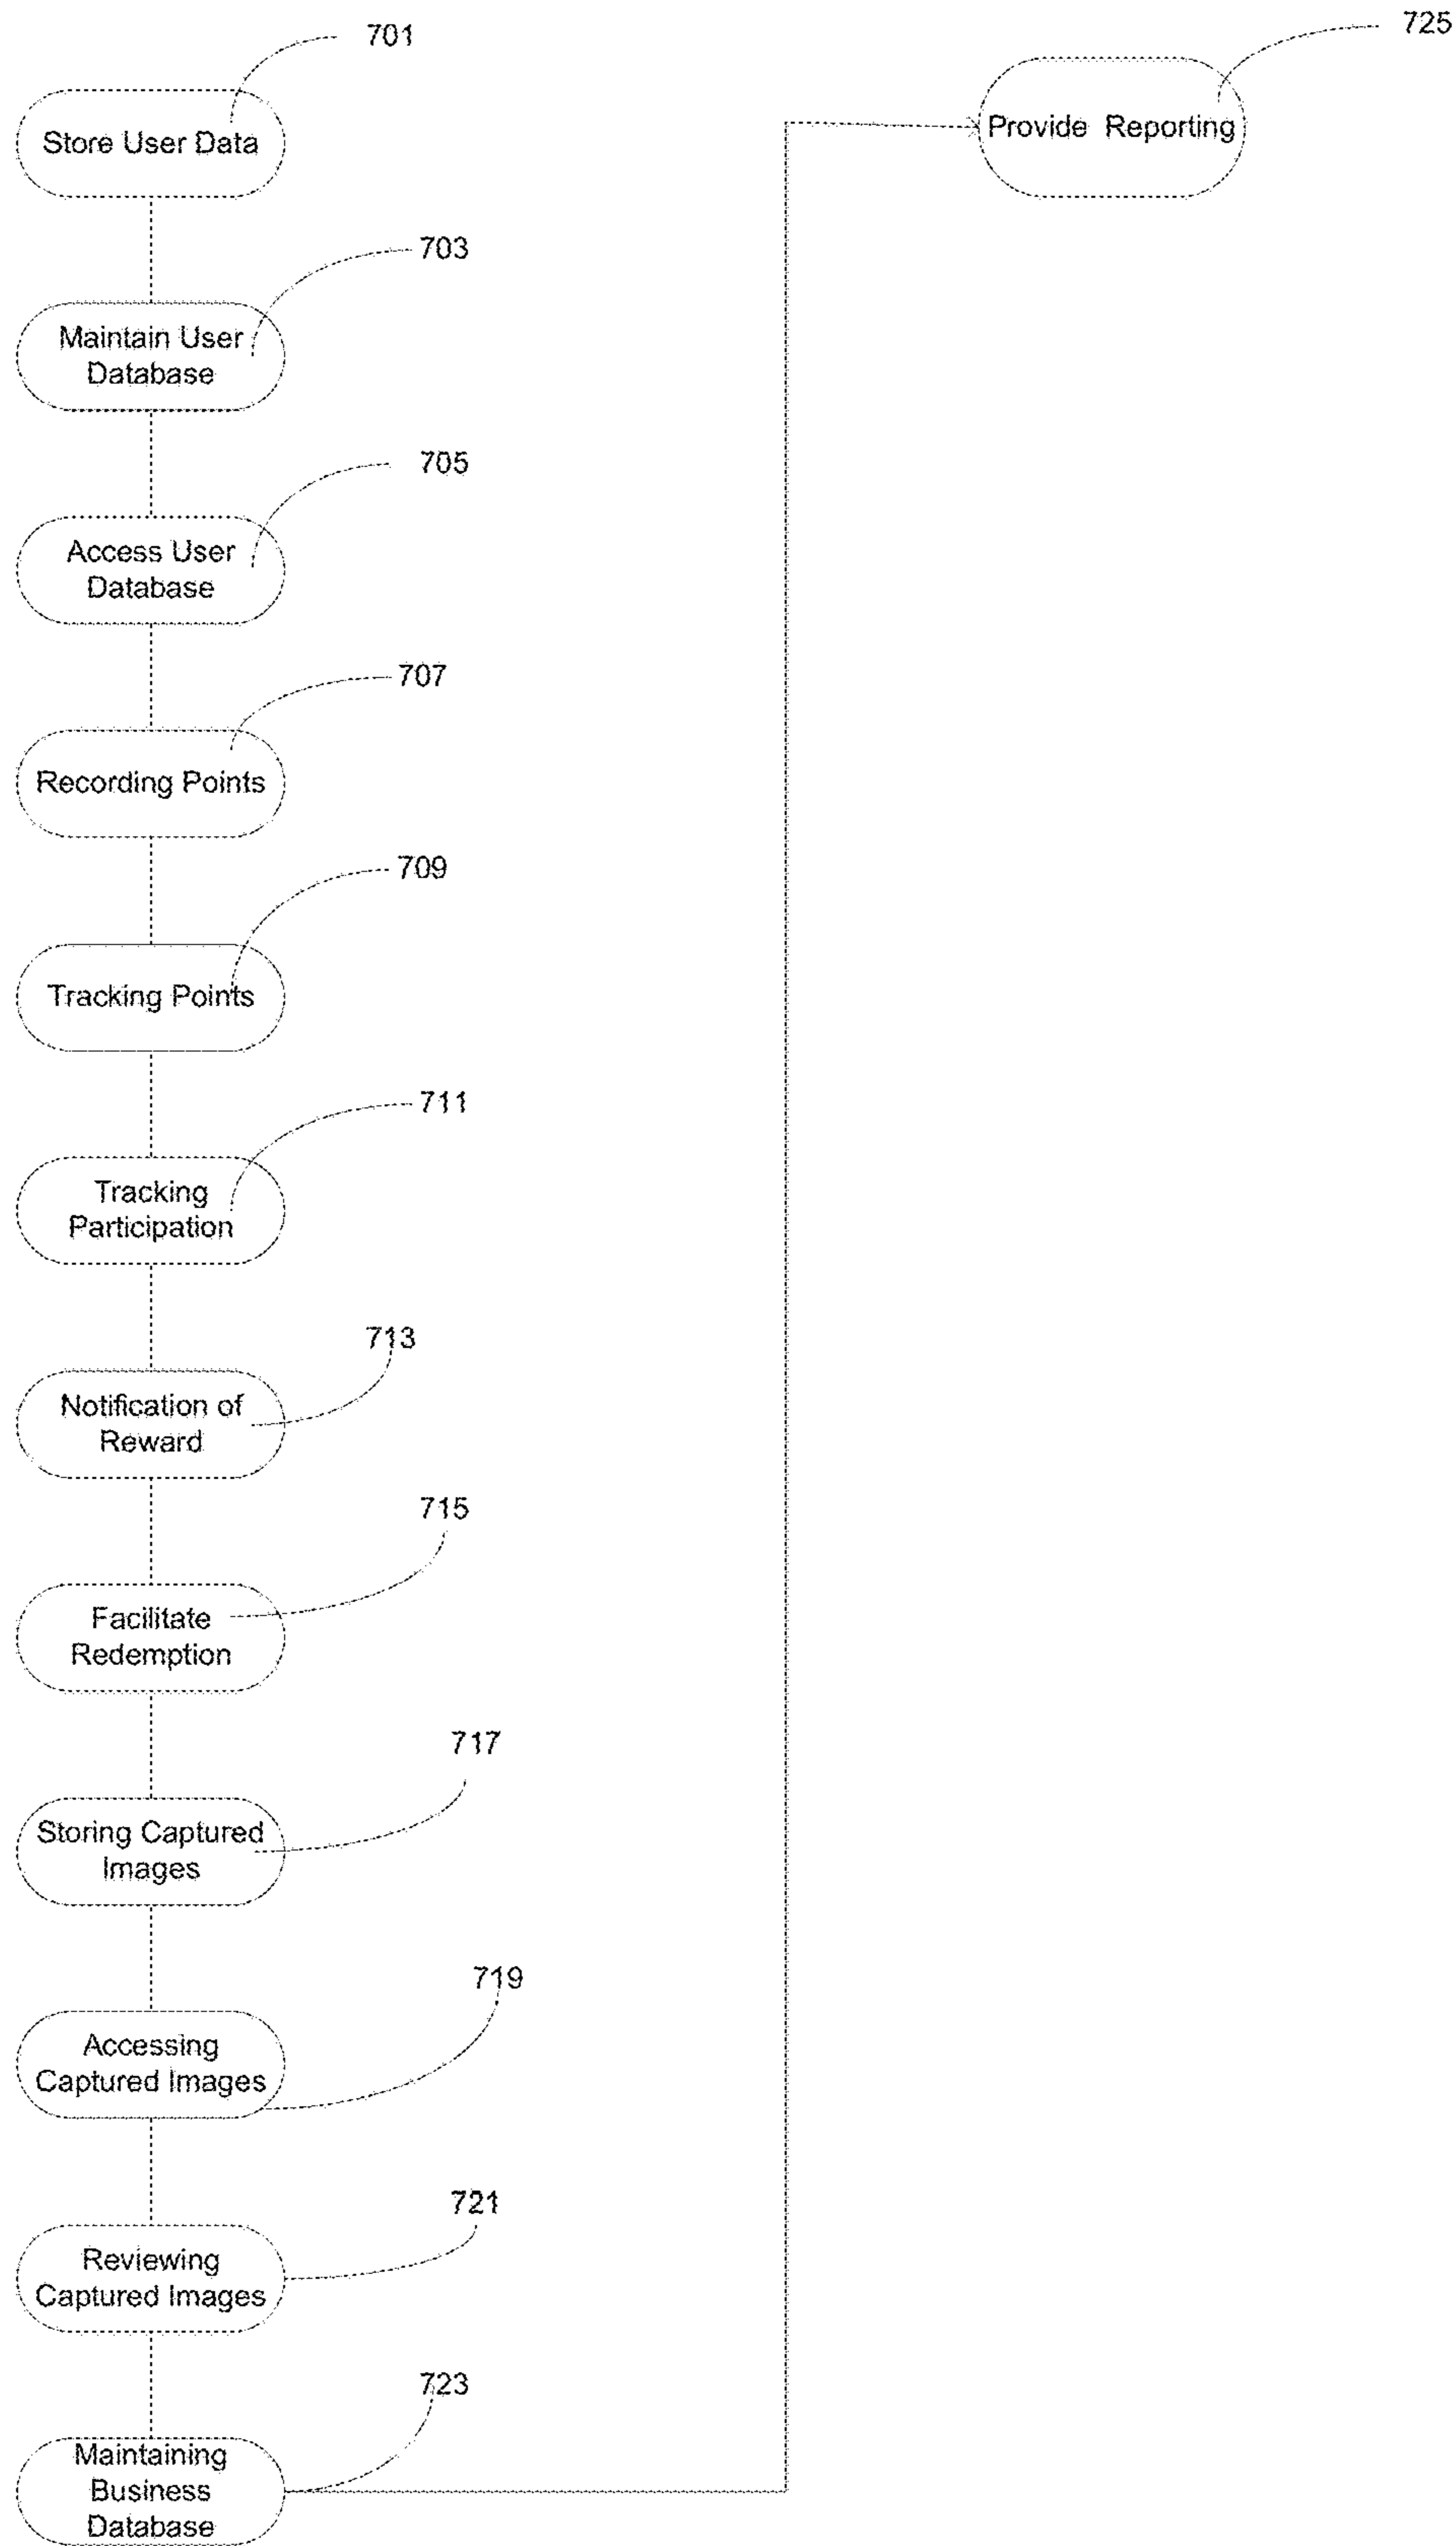 701
Store User Data
703
Maintain User
Database
705
Access User
Database
707
Recording Points
709
Tracking Points
711
Tracking
Participation
713
Notification of
Reward
715
Facilitate
Redemption
717
Storing Captured
Images
719
Accessing
Captured Images
721
Reviewing
Captured Images
723
Maintaining
Business
Database
725
Provide Reporting